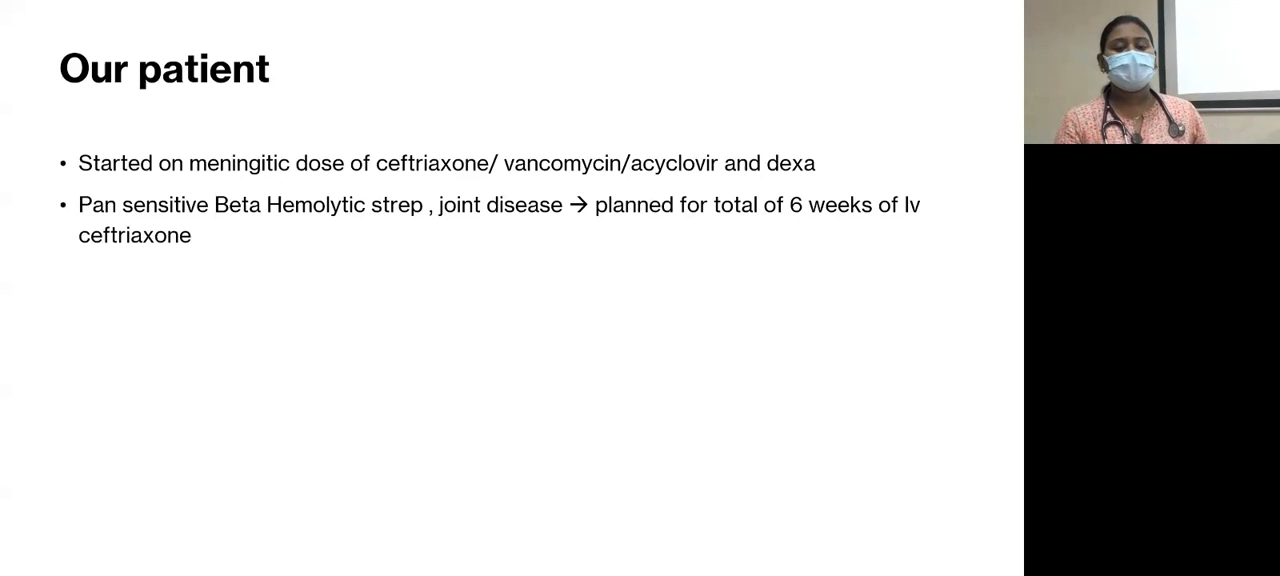 Our patient
• Started on meningitic dose of ceftriaxone/ vancomycin/acyclovir and dexa
• Pan sensitive Beta Hemolytic strep , joint disease → planned for total of 6 weeks of Iv
ceftriaxone